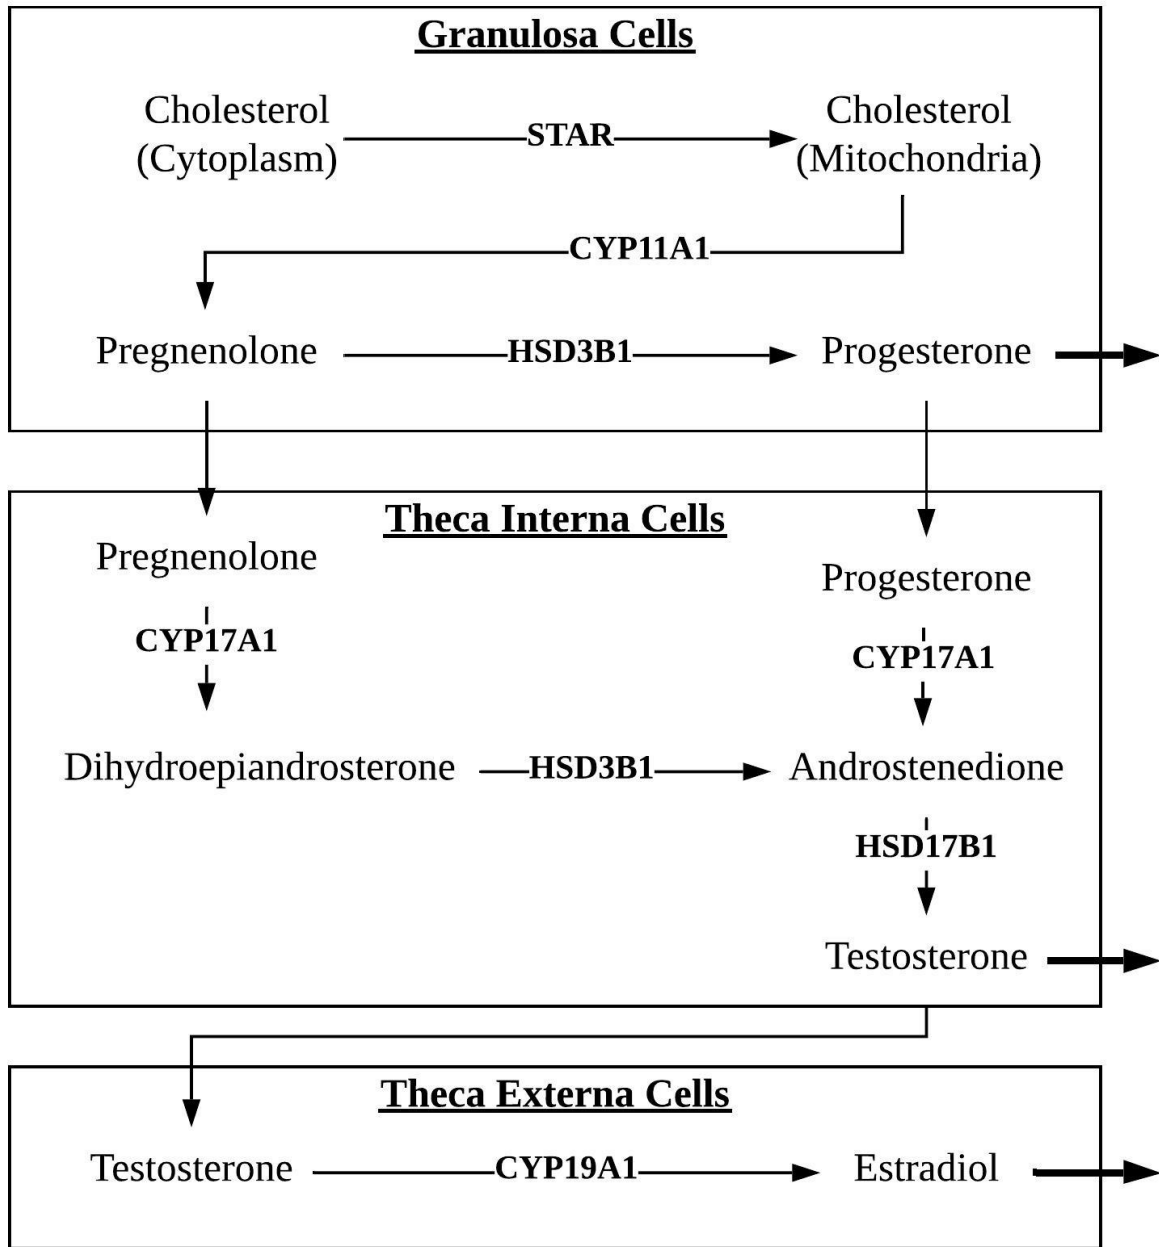 Granulosa Cells
Cholesterol
(Cytoplasm)
STAR
Cholesterol
(Mitochondria)
CYP11A1
Pregnenolone
HSD3B1
Progesterone
Theca Interna Cells
Pregnenolone
Progesterone
CYP17A1
CYP17A1
Dihydroepiandrosterone
HSD3B1
Androstenedione
HSD17B1
Testosterone
Theca Externa Cells
Testosterone
CYP19A1
Estradiol